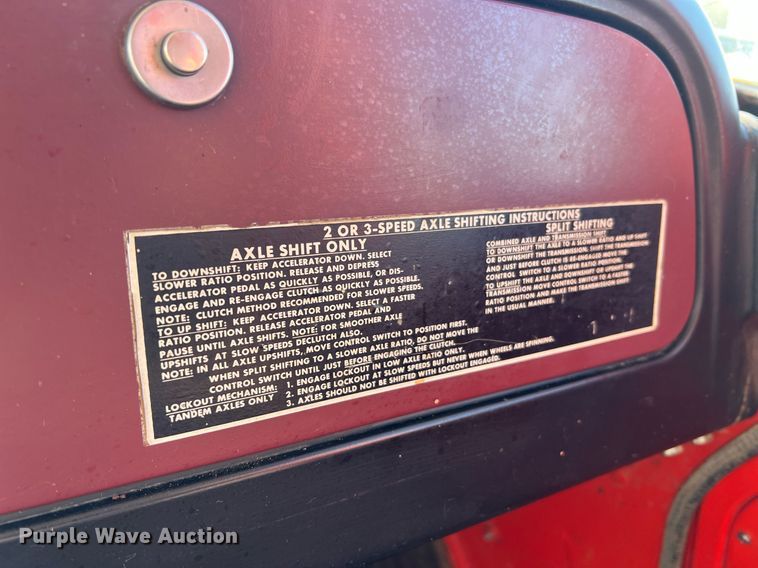 2 OR 3-SPEED AXLE SHIFTING INSTRUCTIONS
AXLE SHIFT ONLY
TO DOWNSHIFT: KEEP ACCELERATOR DOWN. SELECT
SLOWER RATIO POSITION. RELEASE AND DEPRESS
ACCELERATOR PEDAL AS QUICKLY AS POSSIBLE, OR DIS-
ENGAGE AND RE-ENGAGE CLUTCH AS QUICKLY AS POSSIBLE.
NOTE: CLUTCH METHOD RECOMMENDED FOR SLOWER SPEEDS.
TO UP SHIFT: KEEP ACCELERATOR DOWN. SELECT A FASTER
RATIO POSITION. RELEASE ACCELERATOR PEDAL AND
PAUSE UNTIL AXLE SHIFTS. NOTE: FOR SMOOTHER AXLE
UPSHIFTS AT SLOW SPEEDS DECLUTCH ALSO.
NOTE: IN ALL AXLE UPSHIFTS, MOVE CONTROL SWITCH TO POSITION FIRST.
WHEN SPLIT SHIFTING TO A SLOWER AXLE RATIO, DO NOT MOVE THE
CONTROL SWITCH UNTIL JUST BEFORE ENGAGING THE CLUTCH.
LOCKOUT MECHANISM: 1. ENGAGE LOCKOUT IN LOW AXLE RATIO ONLY.
TANDEM AXLES ONLY 2. ENGAGE LOCKOUT AT SLOW SPEEDS BUT NEVER WHEN WHEELS ARE SPINNING.
3. AXLES SHOULD NOT BE SHIFTED WITH LOCKOUT ENGAGED.
SPLIT SHIFTING
COMBINED AXLE AND TRANSMISSION SHIFT
TO DOWNSHIFT THE AXLE TO A SLOWER RATIO AND UP SHIFT
OR DOWNSHIFT THE TRANSMISSION, SHIFT THE TRANSMISSION
AND JUST BEFORE CLUTCH IS RE-ENGAGED MOVE THE
CONTROL SWITCH TO A SLOWER RATIO POSITION.
TO UPSHIFT THE AXLE AND DOWNSHIFT OR UPSHIFT THE
TRANSMISSION MOVE CONTROL SWITCH TO A FASTER
RATIO POSITION AND MAKE THE TRANSMISSION SHIFT
IN THE USUAL MANNER.
Purple Wave Auction